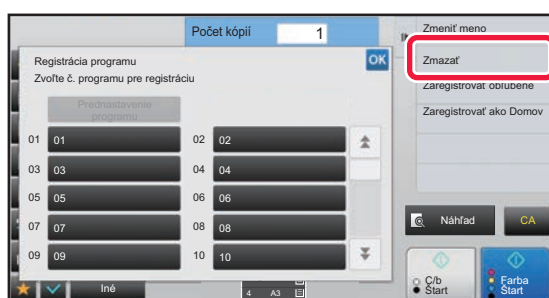 Počet kópií 1
Registrácia programu
OK
Zvoľte č. programu pre registráciu
Prednastavenie
programu
01 01 02 02
03 03 04 04
05 05 06 06
07 07 08 08
09 09 10 10
Iné
4 A3
Zmeniť meno
Zmazať
Zaregistrovať obľúbené
Zaregistrovať ako Domov
Náhľad CA
Č/b
Štart
Farba
Štart